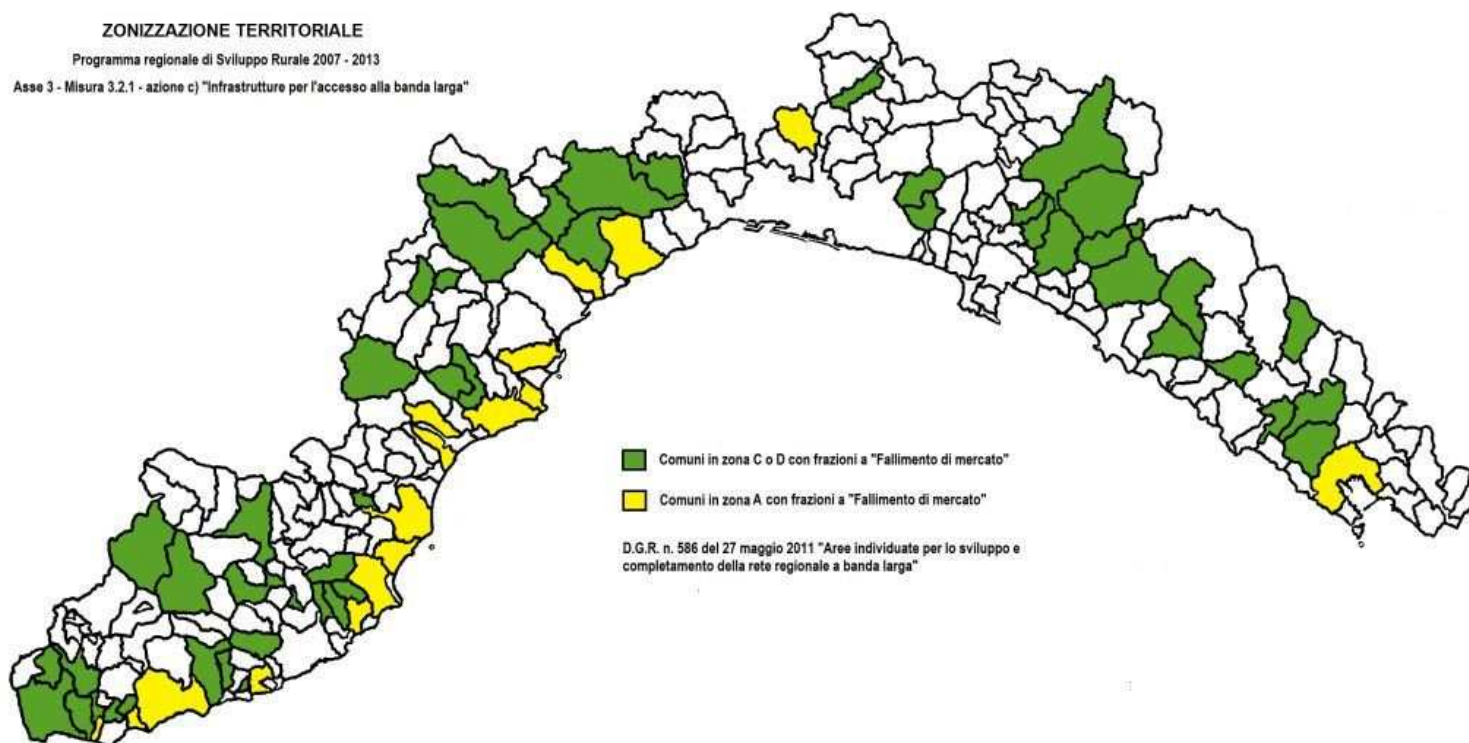 ZONIZZAZIONE TERRITORIALE
Programma regionale di Sviluppo Rurale 2007 - 2013
Asse 3 - Misura 3.2.1 - azione c) "Infrastrutture per l'accesso alla banda larga"
Comuni in zona C o D con frazioni a "Fallimento di mercato"
Comuni in zona A con frazioni a "Fallimento di mercato"
D.G.R. n. 586 del 27 maggio 2011 "Aree individuate per lo sviluppo e
completamento della rete regionale a banda larga"